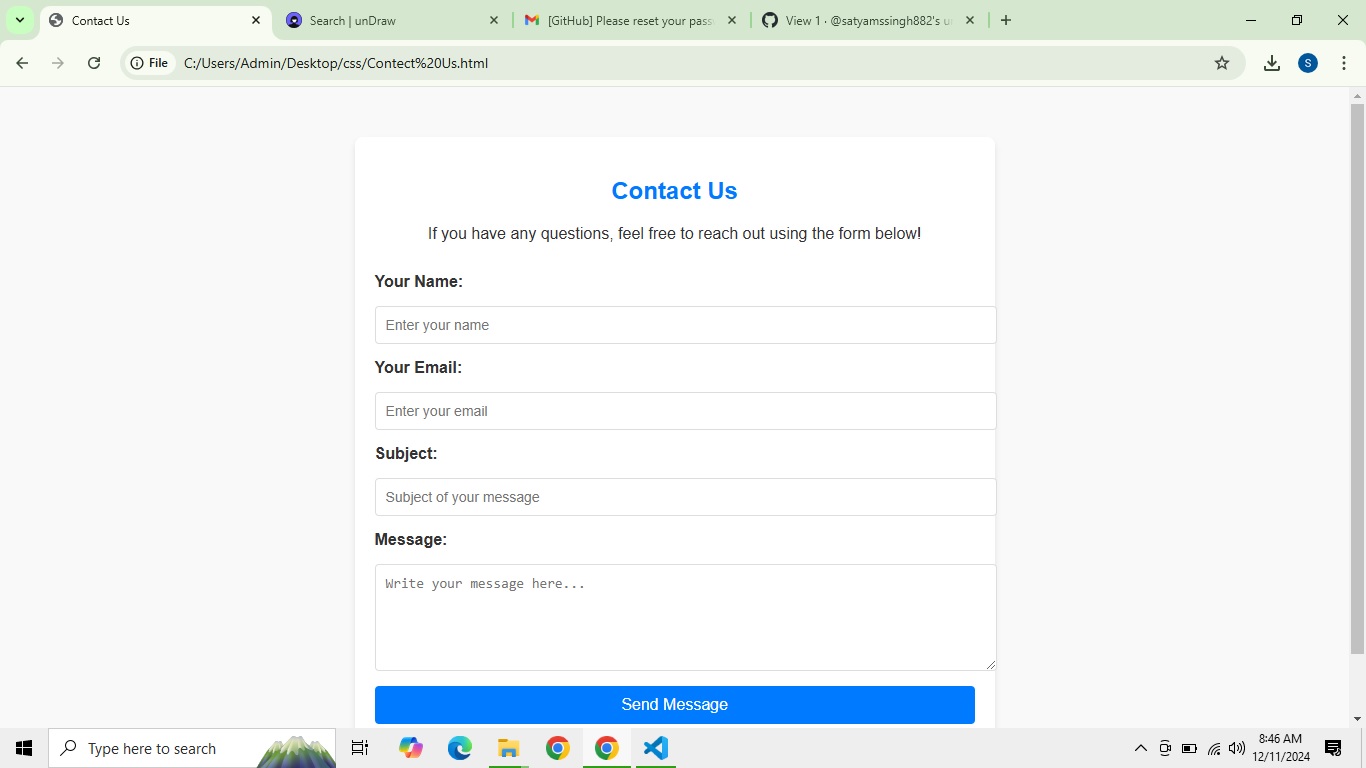 Contact Us
Search | unDraw
[GitHub] Please reset your pass
View 1 · @satyamssingh882's u
File
C:/Users/Admin/Desktop/css/Contect%20Us.html
S
Contact Us
If you have any questions, feel free to reach out using the form below!
Your Name:
Enter your name
Your Email:
Enter your email
Subject:
Subject of your message
Message:
Write your message here...
Send Message
Type here to search
8:46 AM
12/11/2024